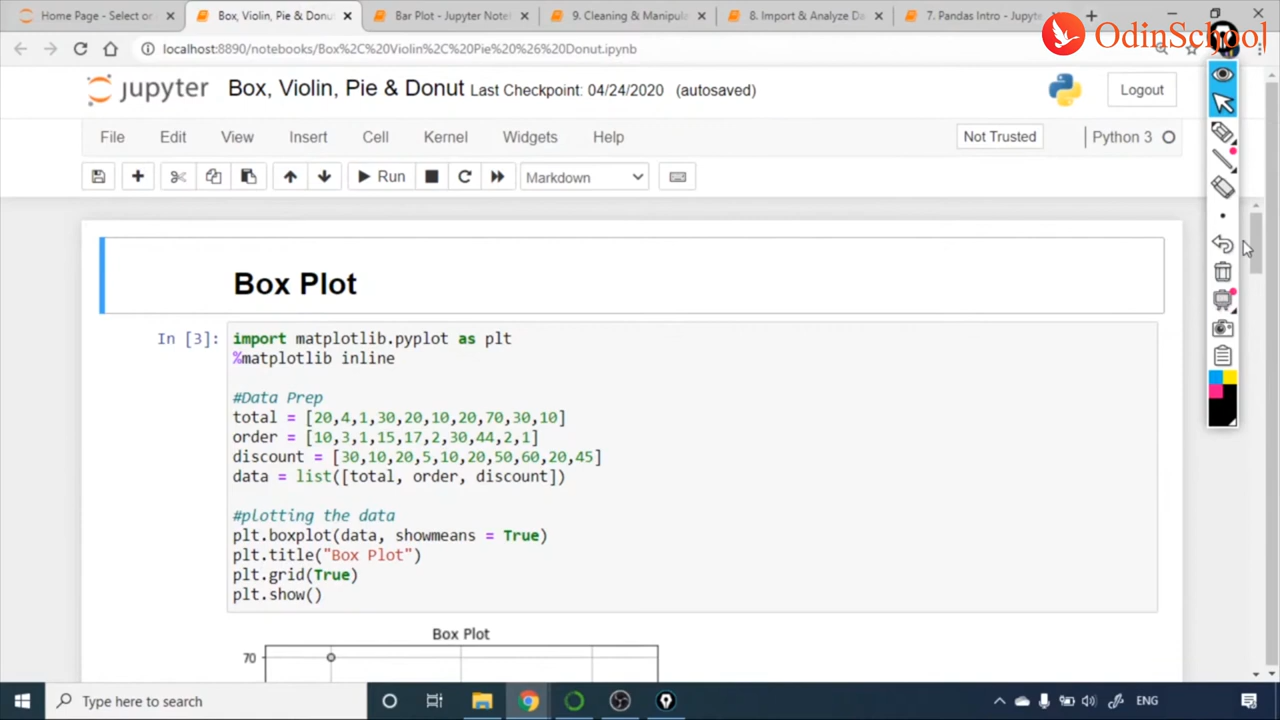 Home Page - Select or
Box, Violin, Pie & Donu
Bar Plot - Jupyter Note
9. Cleaning & Manipula
8. Import & Analyze Da
7. Pandas Intro - Jupyte
OdinSchool
localhost:8890/notebooks/Box%2C%20Violin%2C%20Pie%20%26%20Donut.ipynb
jupyter Box, Violin, Pie & Donut Last Checkpoint: 04/24/2020 (autosaved)
Logout
File Edit View Insert Cell Kernel Widgets Help
Not Trusted
Python 3
Run
Markdown
Box Plot
In [3]: import matplotlib.pyplot as plt
%matplotlib inline
#Data Prep
total = [20,4,1,30,20,10,20,70,30,10]
order = [10,3,1,15,17,2,30,44,2,1]
discount = [30,10,20,5,10,20,50,60,20,45]
data = list([total, order, discount])
#plotting the data
plt.boxplot(data, showmeans = True)
plt.title("Box Plot")
plt.grid(True)
plt.show()
Box Plot
70
Type here to search
ENG